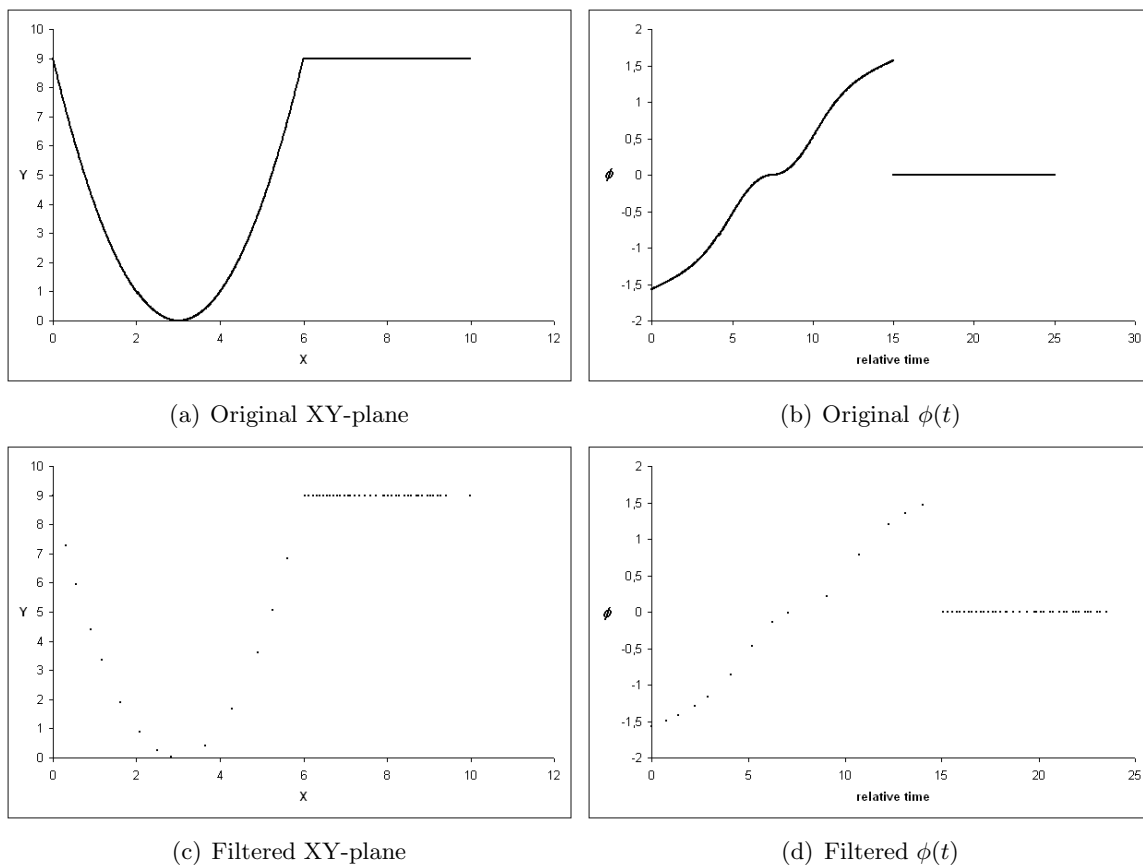 10
9
8
7
6
Y 5
4
3
2
1
0
0 2 4 6 8 10 12
X
(a) Original XY-plane
2
1,5
1
0,5
ϕ 0
-0,5
-1
-1,5
-2
0 5 10 15 20 25 30
relative time
(b) Original ϕ(t)
10
9
8
7
6
Y 5
4
3
2
1
0
0 2 4 6 8 10 12
X
(c) Filtered XY-plane
2
1,5
1
0,5
ϕ 0
-0,5
-1
-1,5
-2
0 5 10 15 20 25
relative time
(d) Filtered ϕ(t)